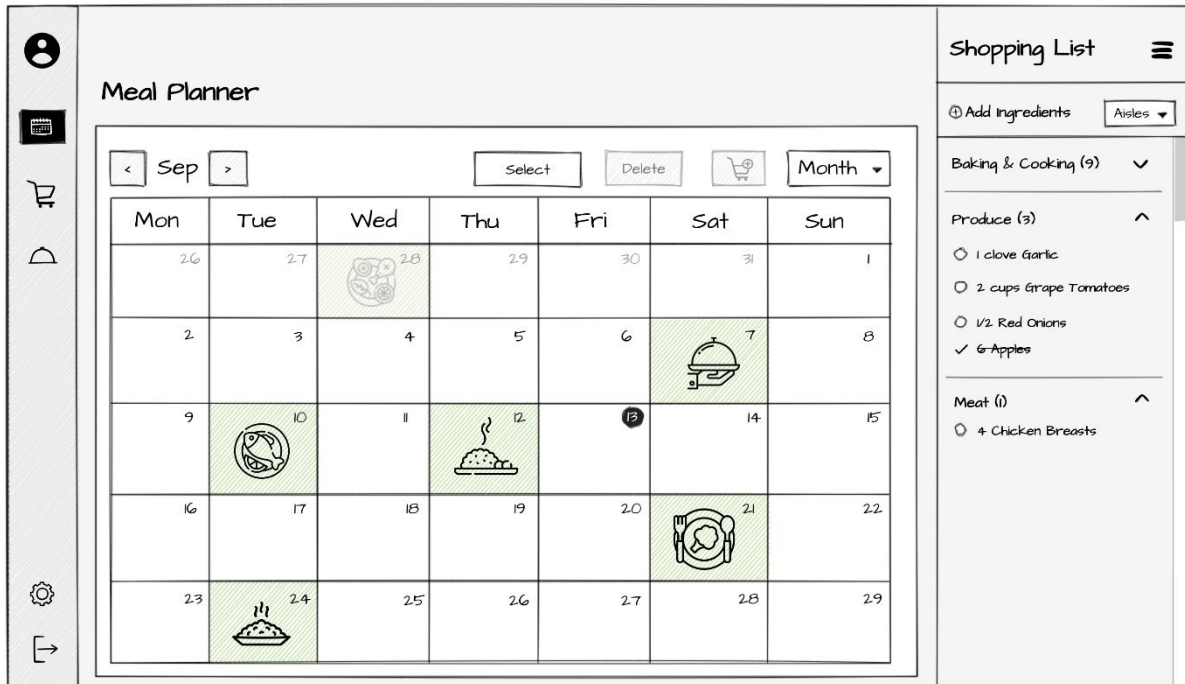 Shopping List
Meal Planner
Add Ingredients
Aisles
< Sep > Select Delete Month
Baking & Cooking (9)
Mon Tue Wed Thu Fri Sat Sun
Produce (3)
26 27 28 29 30 31 1
1 clove Garlic
2 cups Grape Tomatoes
1/2 Red Onions
6 Apples
2 3 4 5 6 7 8
Meat (1)
4 Chicken Breasts
9 10 11 12 13 14 15
16 17 18 19 20 21 22
23 24 25 26 27 28 29